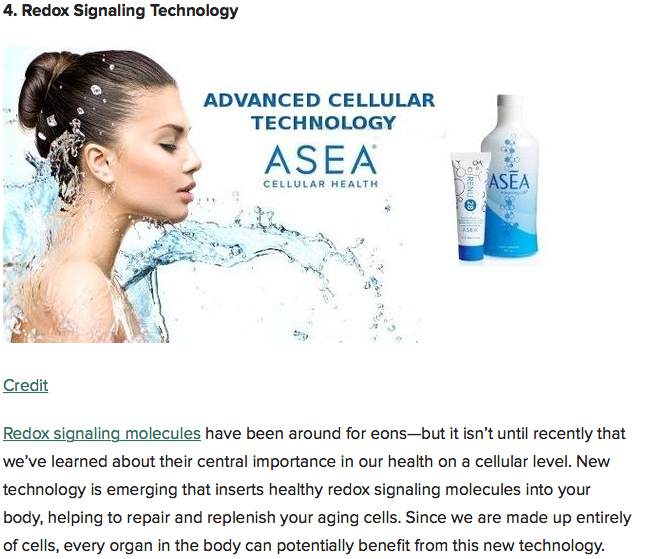 4. Redox Signaling Technology
ADVANCED CELLULAR
TECHNOLOGY
ASEA®
CELLULAR HEALTH
RENU
28
ASEA
ASEA
Credit
Redox signaling molecules have been around for eons—but it isn’t until recently that
we’ve learned about their central importance in our health on a cellular level. New
technology is emerging that inserts healthy redox signaling molecules into your
body, helping to repair and replenish your aging cells. Since we are made up entirely
of cells, every organ in the body can potentially benefit from this new technology.